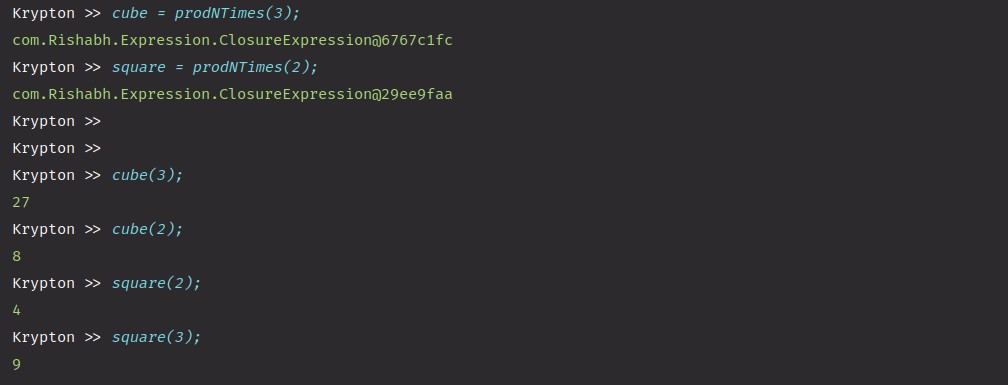 Krypton >> cube = prodNTimes(3);
com.Rishabh.Expression.ClosureExpression@6767c1fc
Krypton >> square = prodNTimes(2);
com.Rishabh.Expression.ClosureExpression@29ee9faa
Krypton >>
Krypton >>
Krypton >> cube(3);
27
Krypton >> cube(2);
8
Krypton >> square(2);
4
Krypton >> square(3);
9